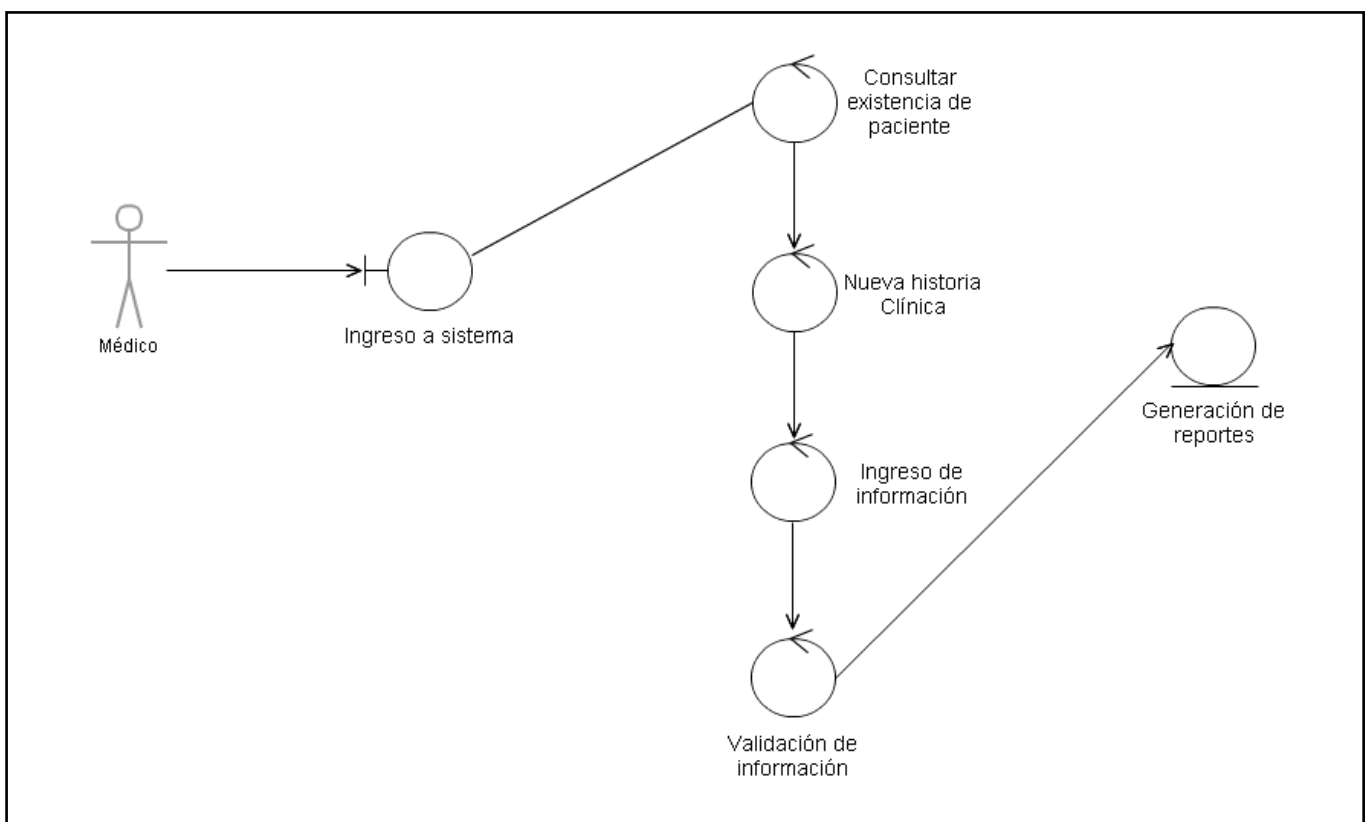 Consultar
existencia de
paciente
Médico
Ingreso a sistema
Nueva historia
Clínica
Generación de
reportes
Ingreso de
información
Validación de
información